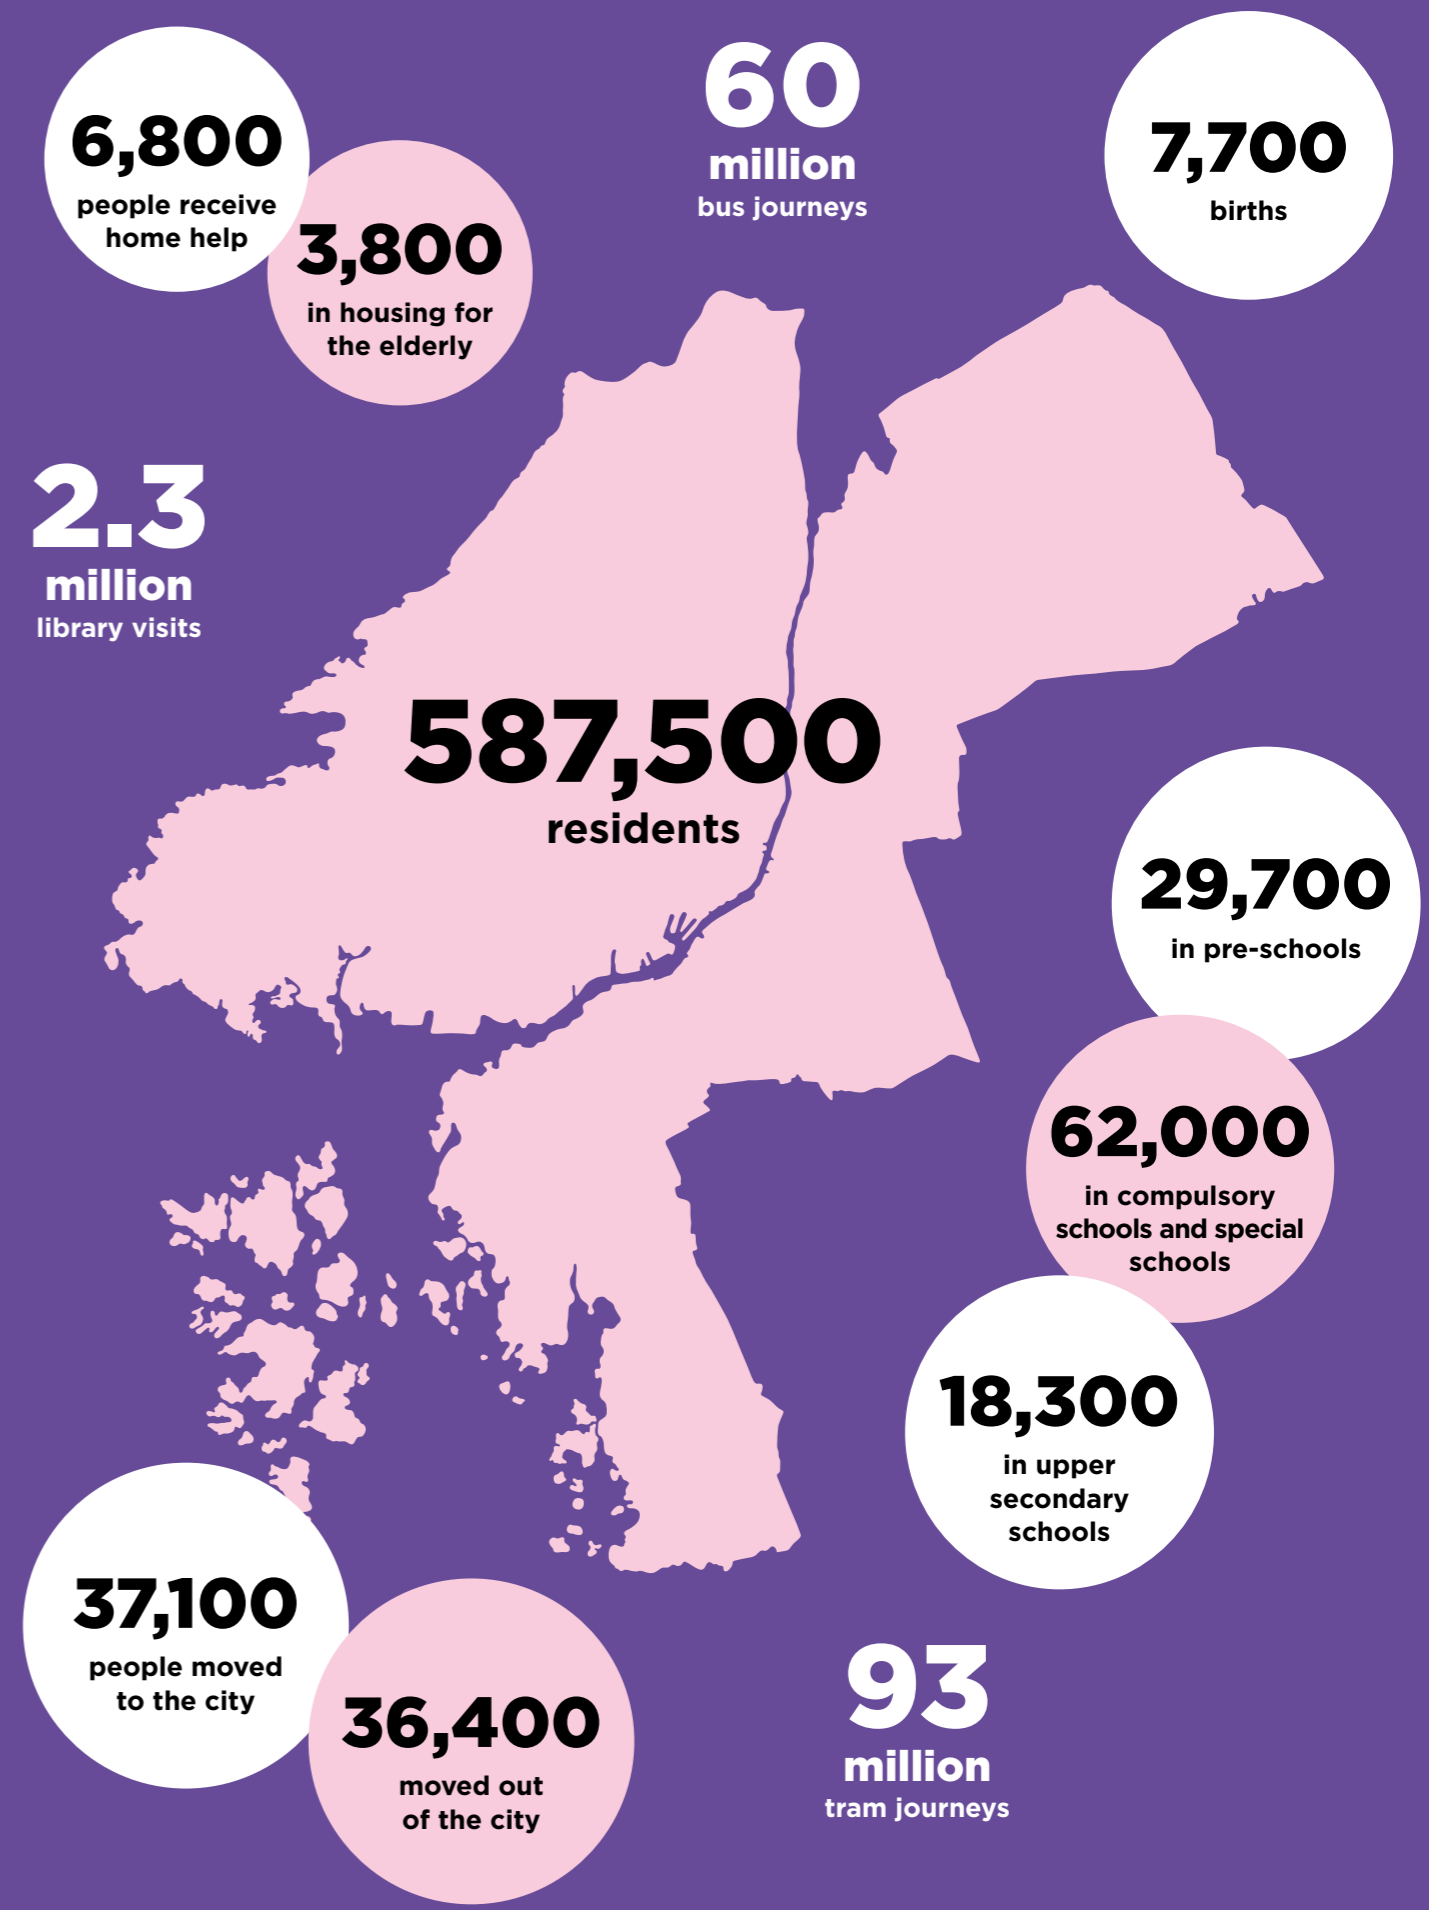 6,800
people receive
home help
3,800
in housing for
the elderly
60
million
bus journeys
7,700
births
2.3
million
library visits
587,500
residents
29,700
in pre-schools
62,000
in compulsory
schools and special
schools
18,300
in upper
secondary
schools
37,100
people moved
to the city
36,400
moved out
of the city
93
million
tram journeys